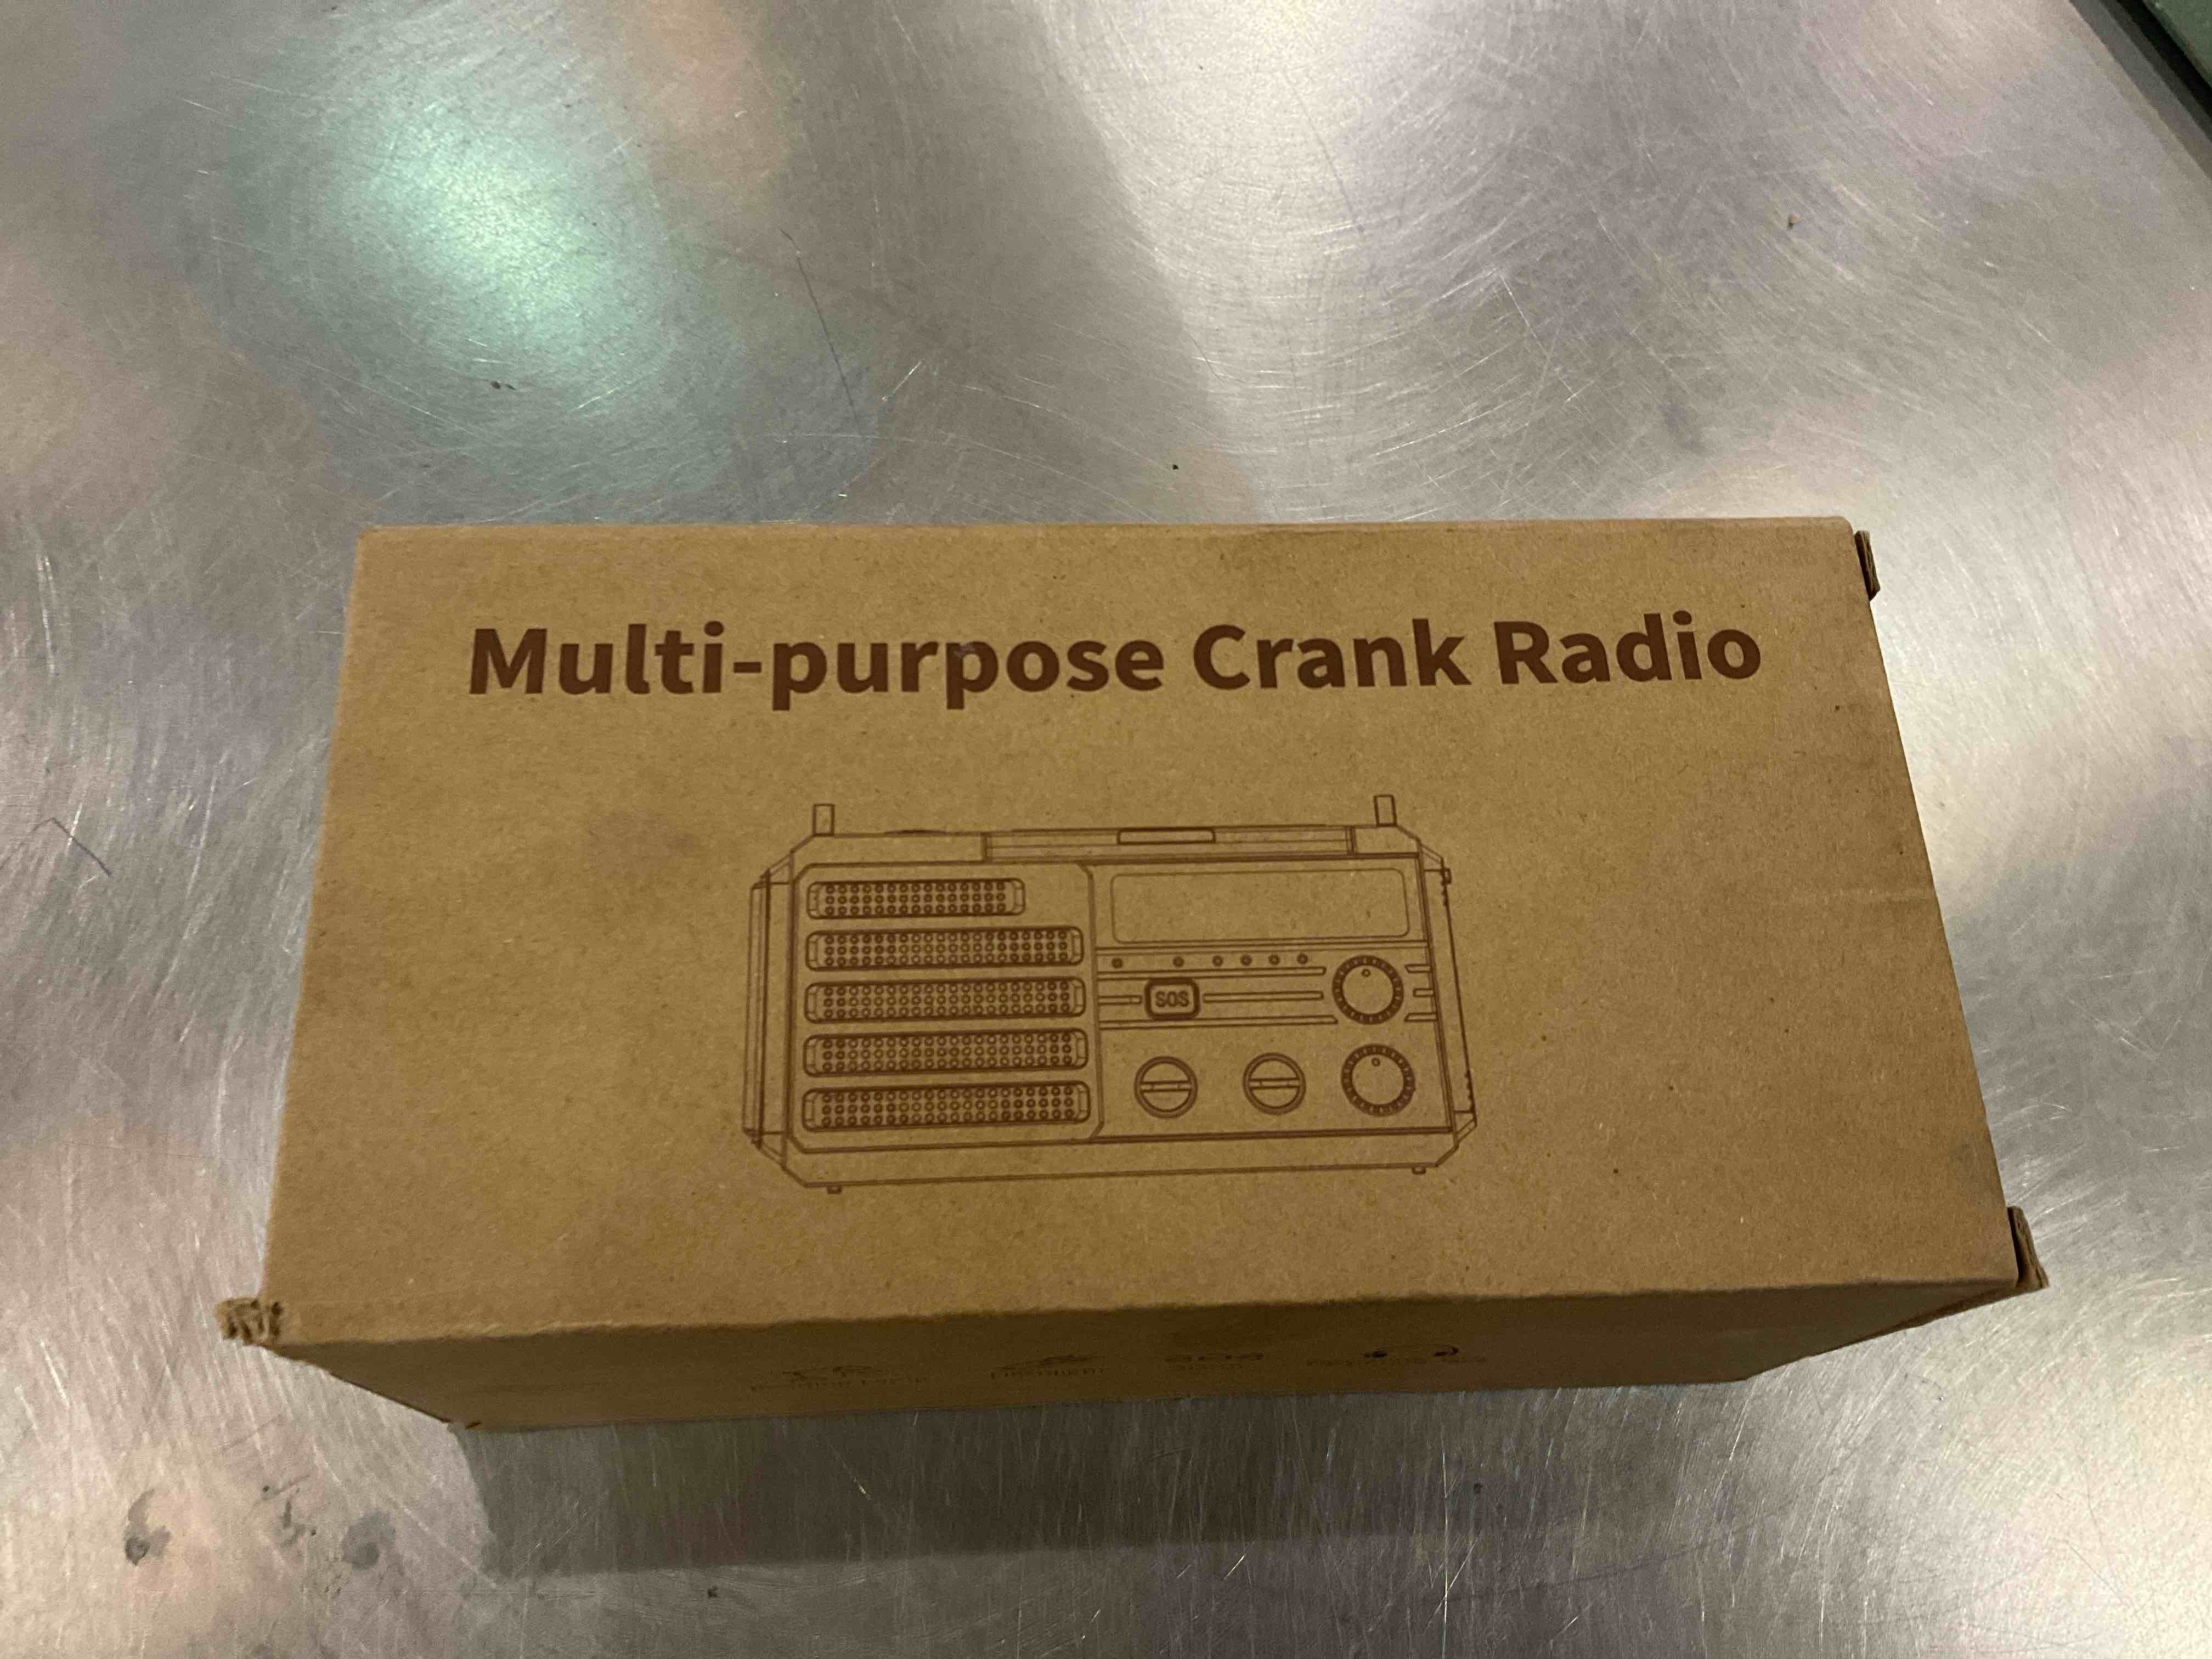 Multi-purpose Crank Radio
SOS